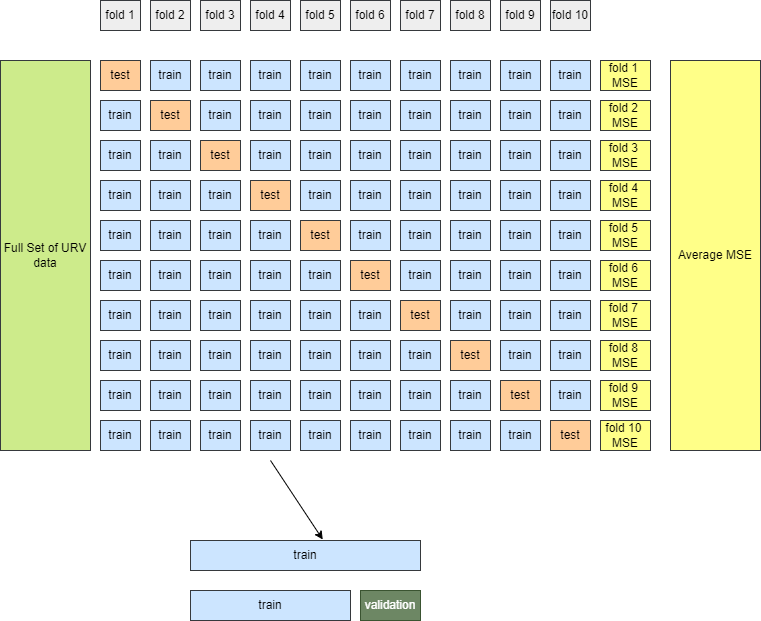 fold 1 fold 2 fold 3 fold 4 fold 5 fold 6 fold 7 fold 8 fold 9 fold 10
test train train train train train train train train train fold 1
MSE
train test train train train train train train train train fold 2
MSE
train train test train train train train train train train fold 3
MSE
train train train test train train train train train train fold 4
MSE
train train train train test train train train train train fold 5
MSE
Full Set of URV
data
Average MSE
train train train train train test train train train train fold 6
MSE
train train train train train train test train train train fold 7
MSE
train train train train train train train test train train fold 8
MSE
train train train train train train train train test train fold 9
MSE
train train train train train train train train train test fold 10
MSE
train
train validation